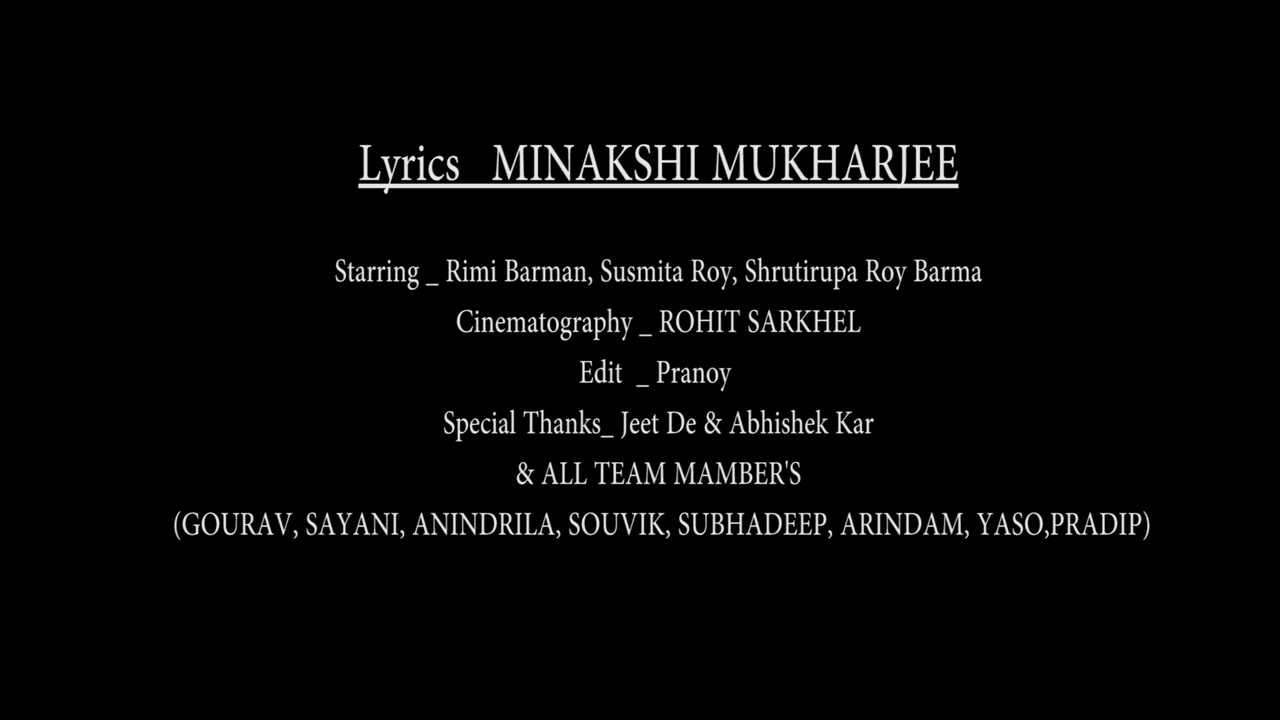 Lyrics   MINAKSHI MUKHARJEE
Starring _ Rimi Barman, Susmita Roy, Shrutirupa Roy Barma
Cinematography _ ROHIT SARKHEL
Edit  _ Pranoy
Special Thanks_ Jeet De & Abhishek Kar
& ALL TEAM MAMBER'S
(GOURAV, SAYANI, ANINDRILA, SOUVIK, SUBHADEEP, ARINDAM, YASO,PRADIP)